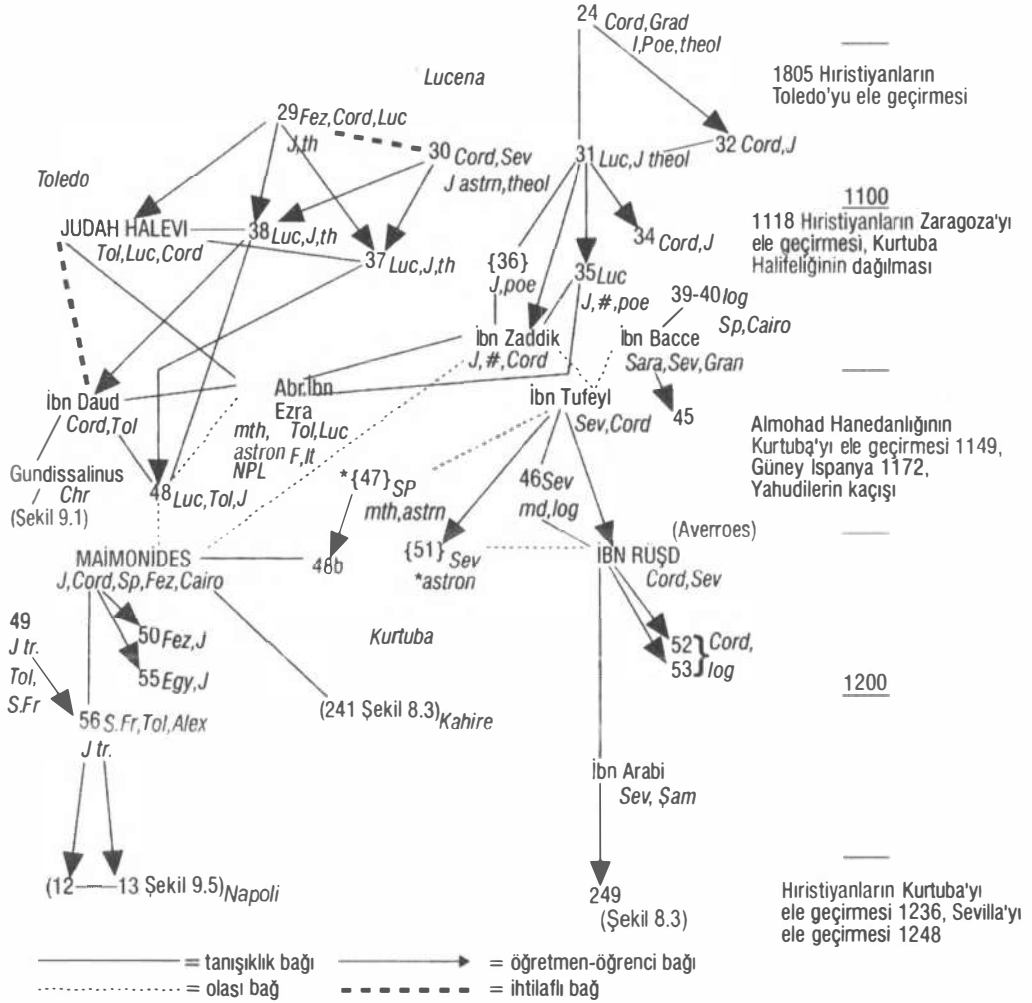 24 Cord,Grad
I,Poe,theol
1805 Hıristiyanların
Toledo'yu ele geçirmesi
Lucena
29 Fez,Cord,Luc
J,th
30 Cord,Sev
J astrn,theol
31 Luc,J theol
32 Cord,J
Toledo
1100
1118 Hıristiyanların Zaragoza'yı
ele geçirmesi, Kurtuba
Halifeliğinin dağılması
JUDAH HALEVI
Tol,Luc,Cord
38 Luc,J,th
37 Luc,J,th
34 Cord,J
{36}
J,poe
35 Luc
J,#,poe
39-40 log
Sp,Cairo
İbn Zaddik
J,#,Cord
İbn Bacce
Sara,Sev,Gran
45
İbn Daud
Cord,Tol
Abr.İbn
Ezra
mth, Tol,Luc
astron F,It
NPL
İbn Tufeyl
Sev,Cord
Almohad Hanedanlığının
Kurtuba'yı ele geçirmesi 1149,
Güney İspanya 1172,
Yahudilerin kaçışı
Gundissalinus
Chr
(Şekil 9.1)
48 Luc,Tol,J
*{47} SP
mth,astrn
46 Sev
md,log
(Averroes)
MAİMONİDES
J,Cord,Sp,Fez,Cairo
48b
{51} Sev
*astron
İBN RÜŞD
Cord,Sev
49
J tr.
Tol,
S.Fr
50 Fez,J
55 Egy,J
Kurtuba
52 } Cord,
53 } log
1200
56 S.Fr,Tol,Alex
J tr.
(241 Şekil 8.3) Kahire
İbn Arabi
Sev, Şam
(12 13 Şekil 9.5) Napoli
249
(Şekil 8.3)
Hıristiyanların Kurtuba'yı
ele geçirmesi 1236, Sevilla'yı
ele geçirmesi 1248
= tanışıklık bağı
= öğretmen-öğrenci bağı
= olası bağ
= ihtilaflı bağ